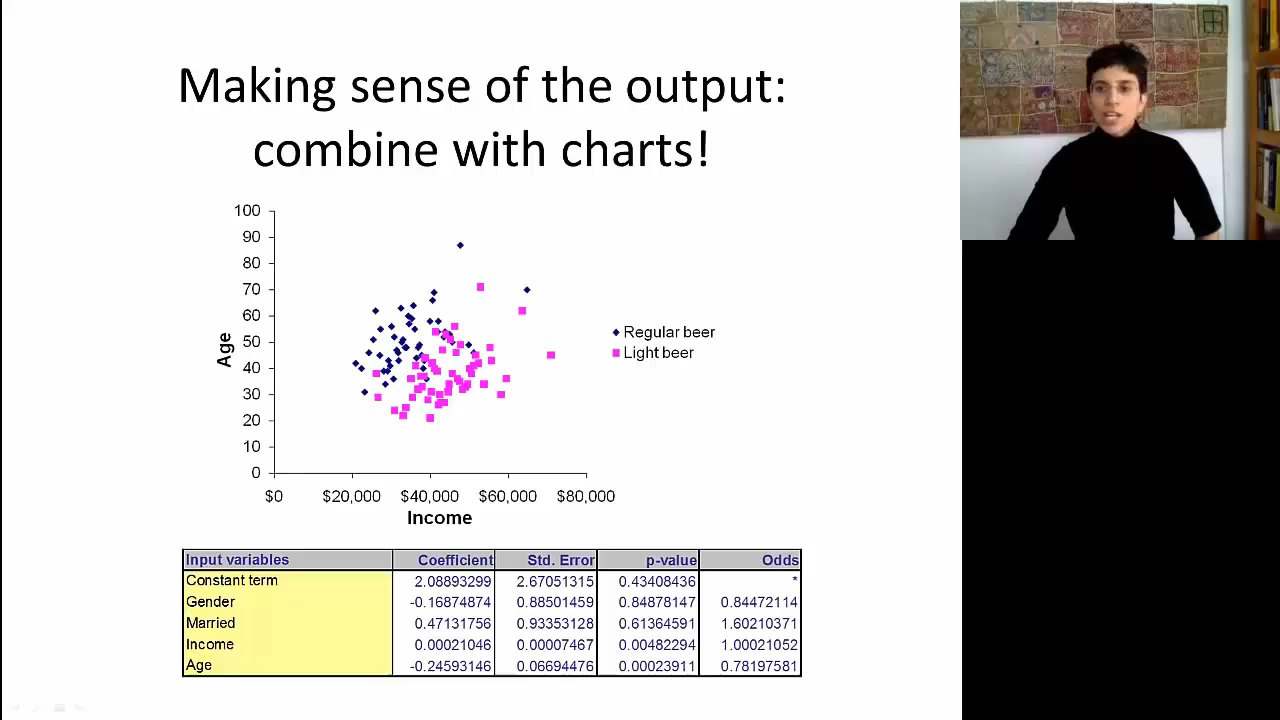 Making sense of the output:
combine with charts!
100
90
80
70
60
50
40
30
20
10
0
Age
$0 $20,000 $40,000 $60,000 $80,000
Income
Regular beer
Light beer
Input variables Coefficient Std. Error p-value Odds
Constant term 2.08893299 2.67051315 0.43408436 *
Gender -0.16874874 0.88501459 0.84878147 0.84472114
Married 0.47131756 0.93353128 0.61364591 1.60210371
Income 0.00021046 0.00007467 0.00482294 1.00021052
Age -0.24593146 0.06694476 0.00023911 0.78197581